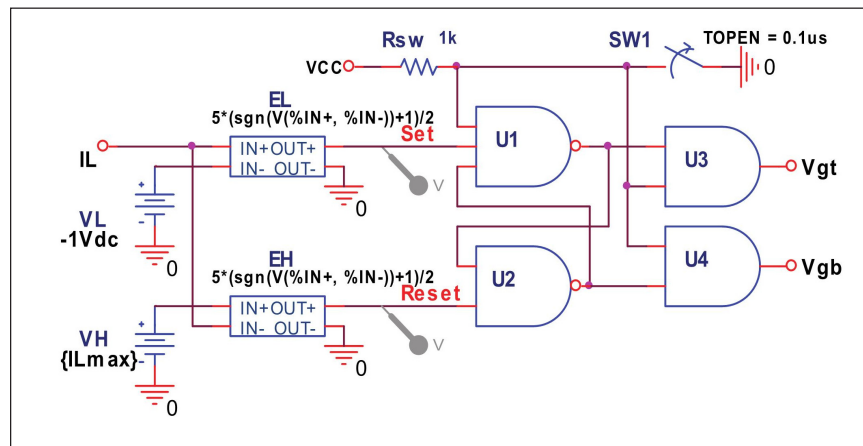 Rsw 1k
SW1
TOPEN = 0.1us
VCC
0
EL
5*(sgn(V(%IN+, %IN-))+1)/2
Set
U1
IL
IN+ OUT+
IN- OUT-
V
0
U3
Vgt
VL
-1Vdc
0
EH
5*(sgn(V(%IN+, %IN-))+1)/2
Reset
U2
U4
Vgb
IN+ OUT+
IN- OUT-
V
0
VH
{ILmax}
0